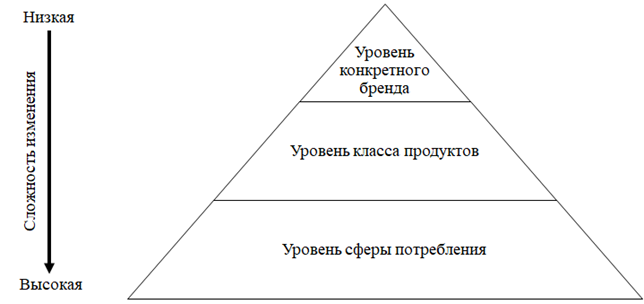 Низкая
Сложность изменения
Высокая
Уровень
конкретного
бренда
Уровень класса продуктов
Уровень сферы потребления